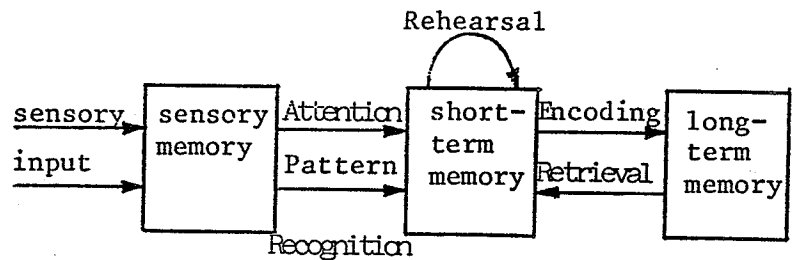 Rehearsal
sensory
input
sensory
memory
Attention
Pattern
Recognition
short-
term
memory
Encoding
Retrieval
long-
term
memory